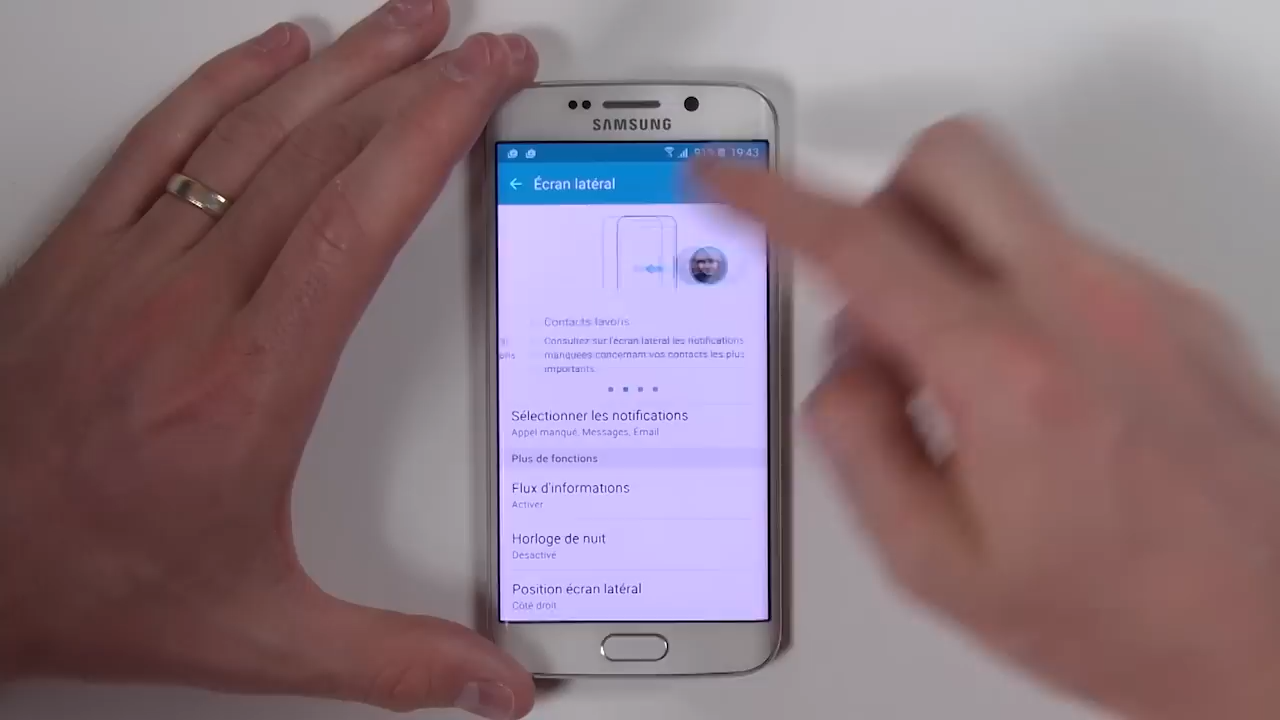 SAMSUNG
91% 19:43
Écran latéral
Contacts favoris
Consultez sur l'écran latéral les notifications
manquées concernant vos contacts les plus
importants.
Sélectionner les notifications
Appel manqué, Messages, Email
Plus de fonctions
Flux d'informations
Activer
Horloge de nuit
Désactivé
Position écran latéral
Côté droit